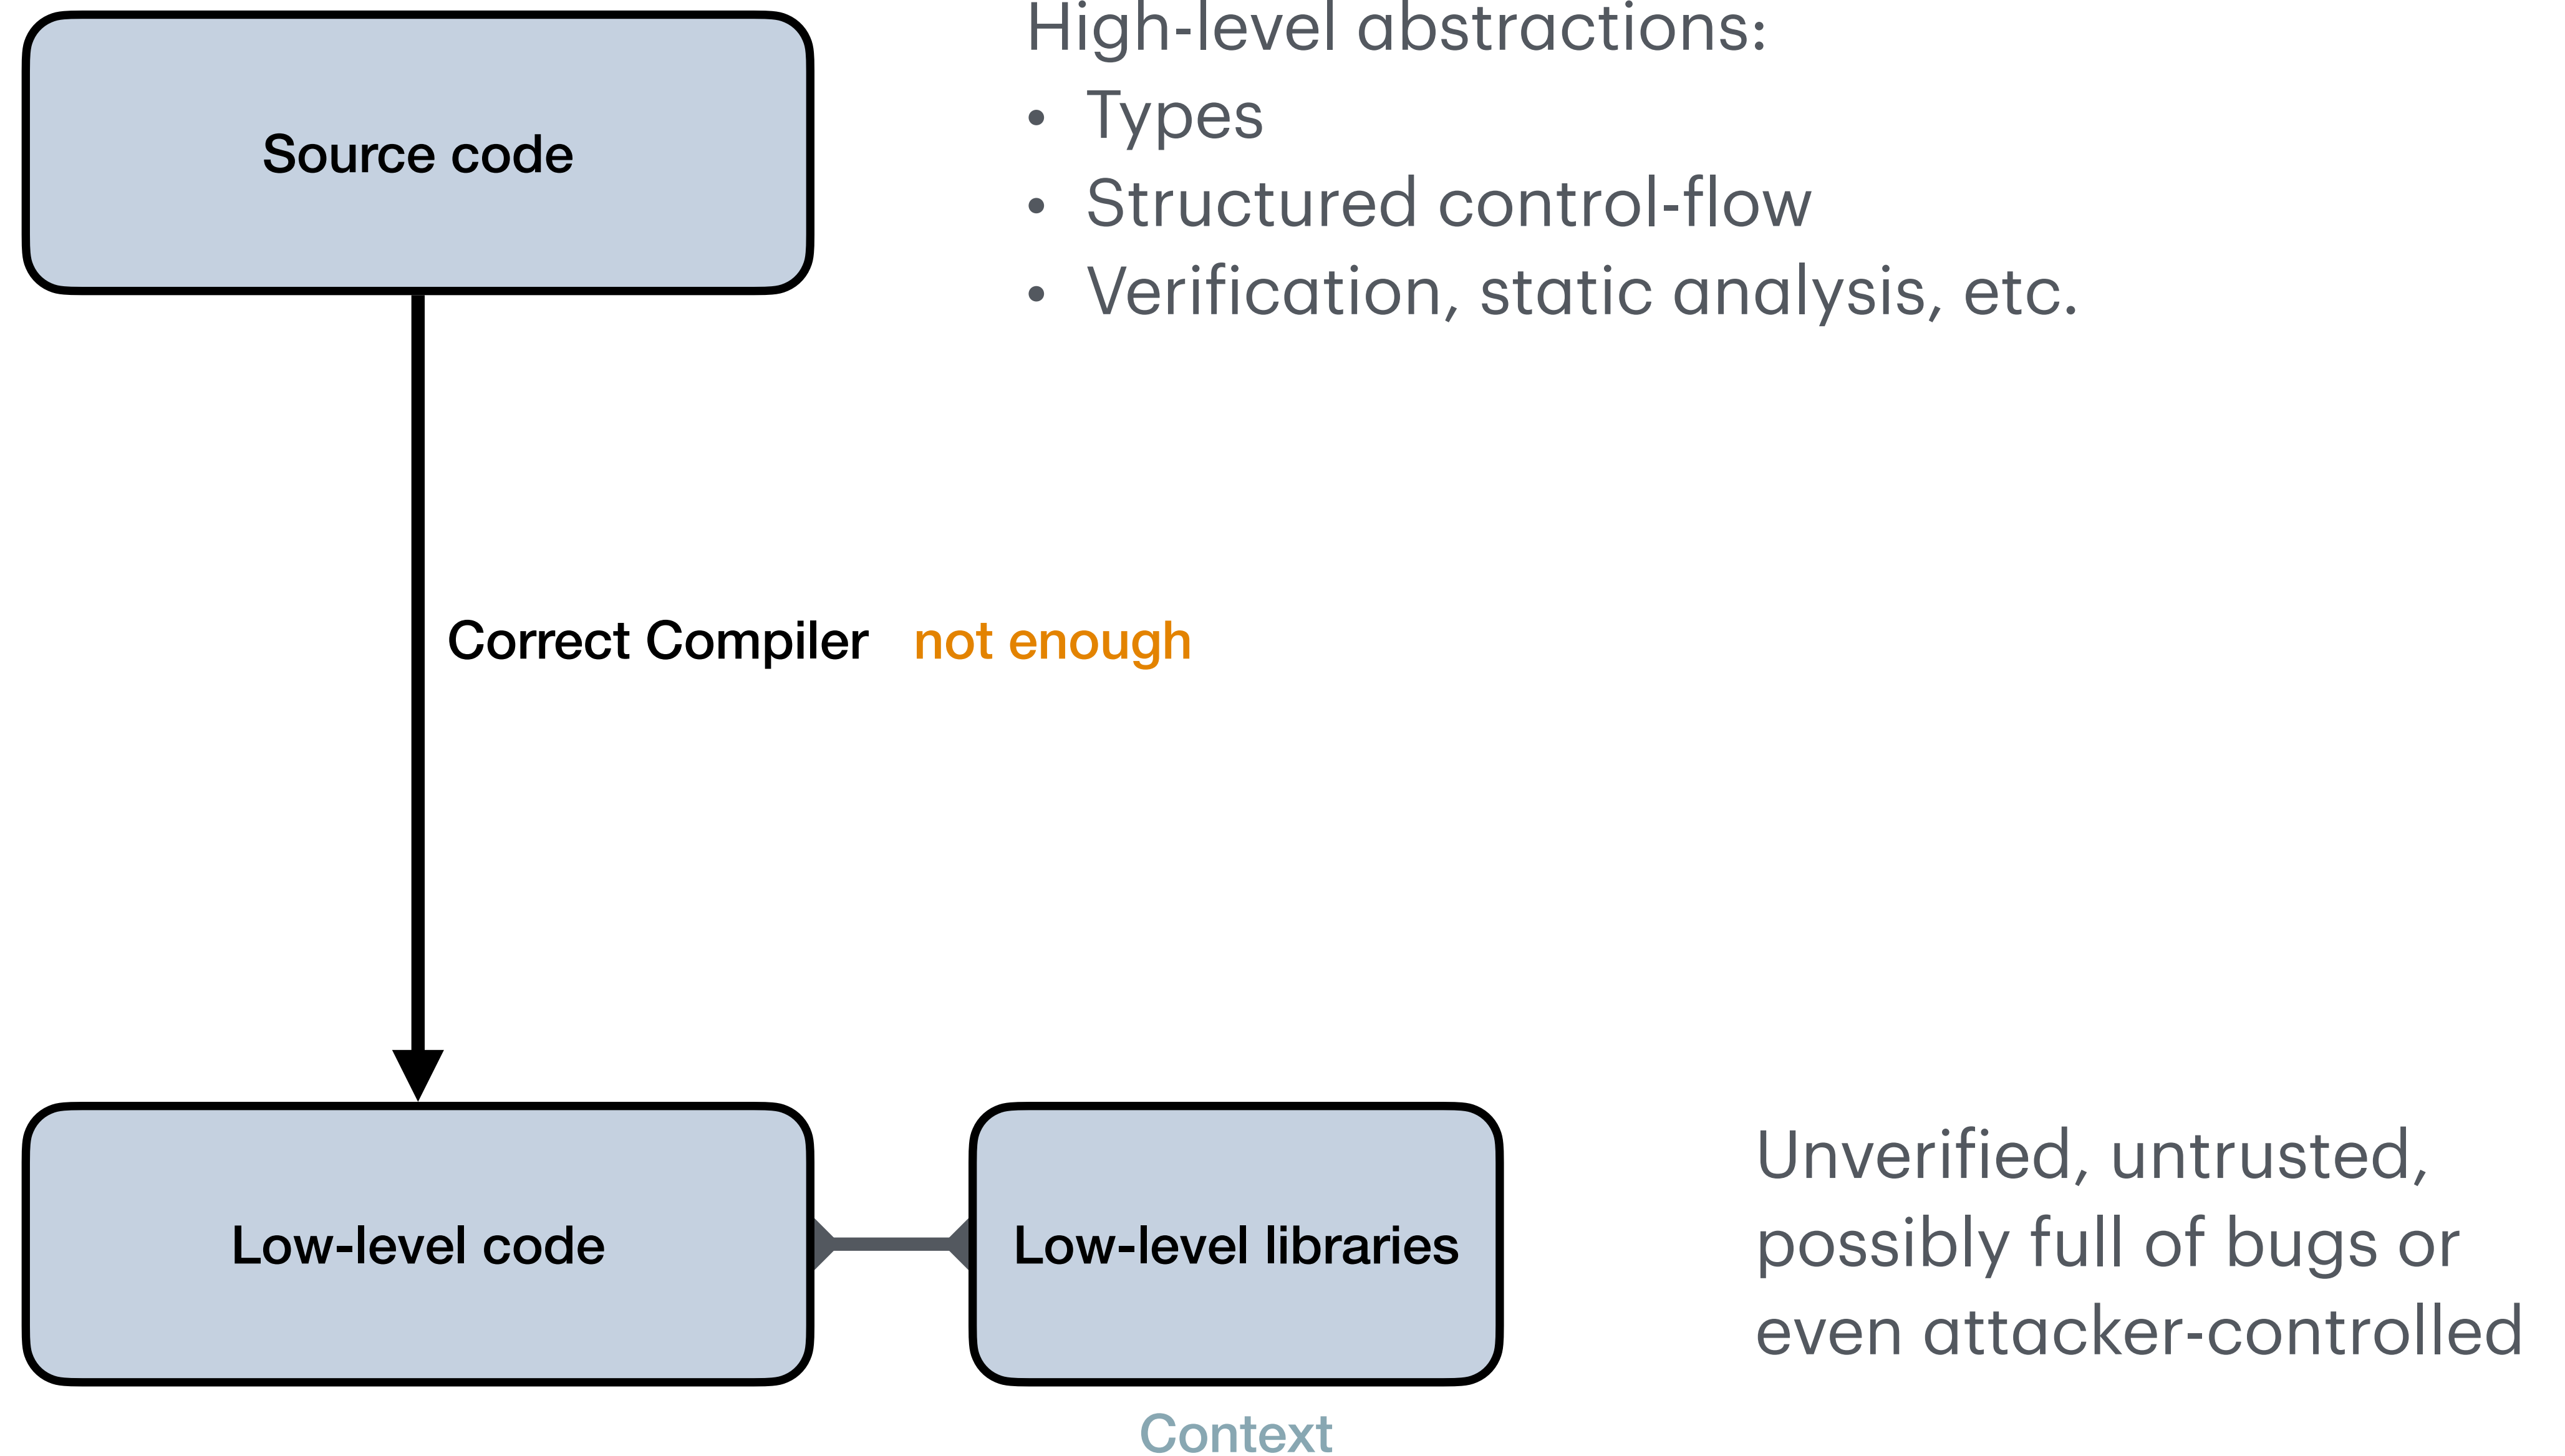 High-level abstractions:
• Types
• Structured control-flow
• Verification, static analysis, etc.
Source code
Correct Compiler not enough
Low-level code
Low-level libraries
Context
Unverified, untrusted,
possibly full of bugs or
even attacker-controlled